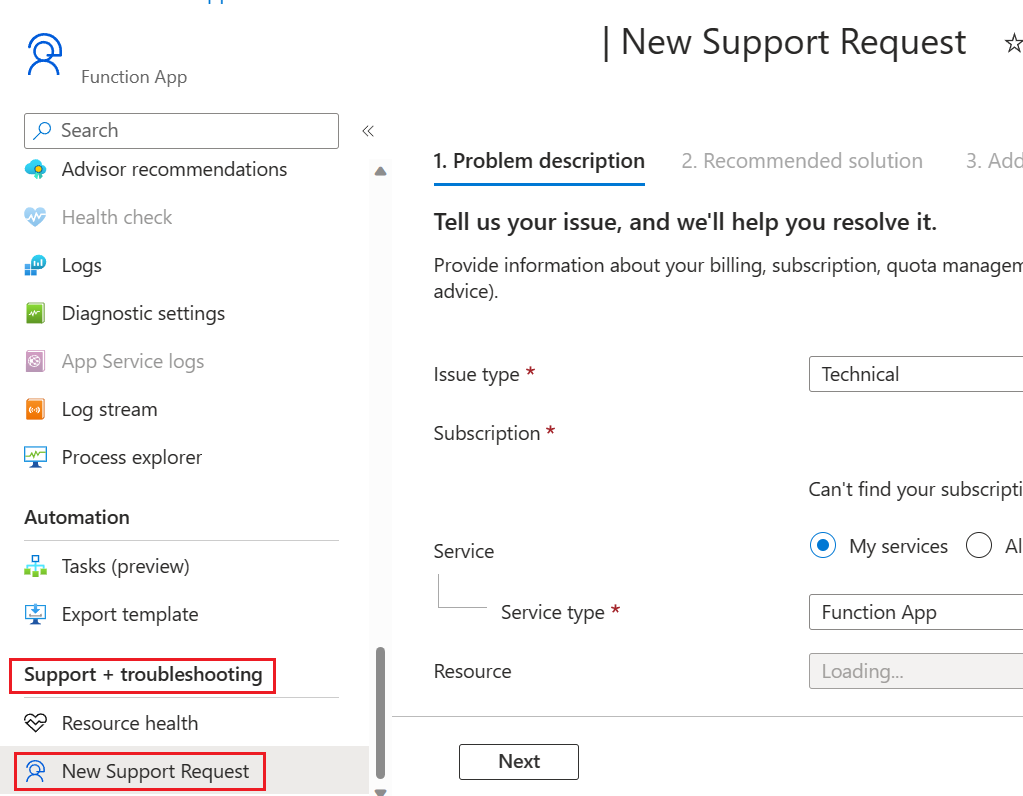 | New Support Request
Function App
Search
Advisor recommendations
Health check
Logs
Diagnostic settings
App Service logs
Log stream
Process explorer
Automation
Tasks (preview)
Export template
Support + troubleshooting
Resource health
New Support Request
1. Problem description
2. Recommended solution
3. Add
Tell us your issue, and we'll help you resolve it.
Provide information about your billing, subscription, quota managem
advice).
Issue type *
Technical
Subscription *
Can't find your subscripti
Service
My services
Al
Service type *
Function App
Resource
Loading...
Next